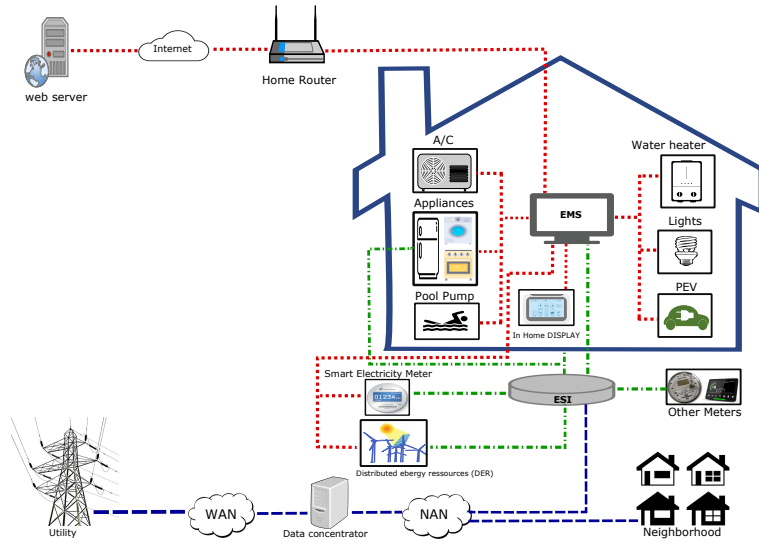 Internet
Home Router
web server
A/C
Water heater
Appliances
EMS
Lights
Pool Pump
PEV
In Home DISPLAY
Smart Electricity Meter
01234
ESI
Other Meters
Distributed ebergy ressources (DER)
WAN
NAN
Utility
Data concentrator
Neighborhood